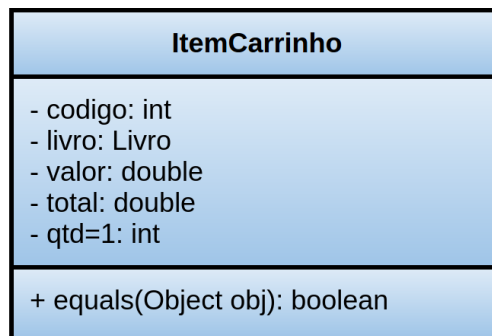 ItemCarrinho
- codigo: int
- livro: Livro
- valor: double
- total: double
- qtd=1: int
+ equals(Object obj): boolean